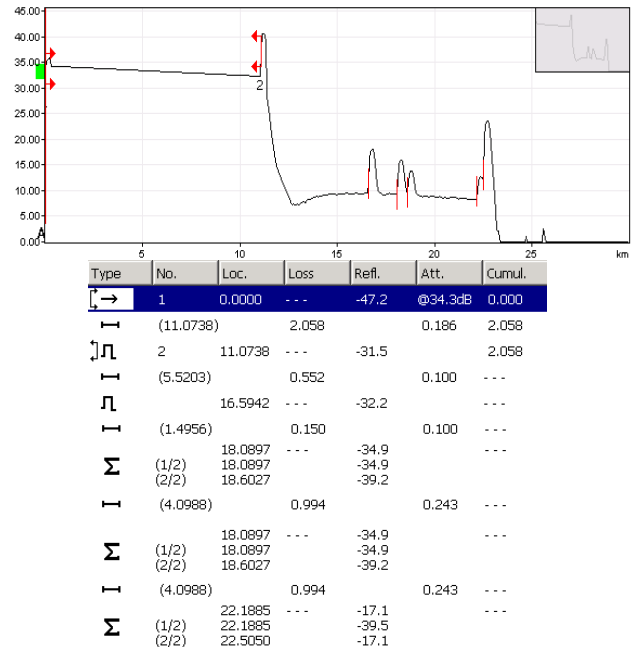 45.00
40.00
35.00
30.00
25.00
20.00
15.00
10.00
5.00
0.00
2
5 10 15 20 25 km
Type No. Loc. Loss Refl. Att. Cumul.
1 0.0000 --- -47.2 @34.3dB 0.000
(11.0738) 2.058 0.186 2.058
2 11.0738 --- -31.5 2.058
(5.5203) 0.552 0.100 ---
16.5942 --- -32.2 ---
(1.4956) 0.150 0.100 ---
18.0897 --- -34.9 ---
Σ (1/2) 18.0897 -34.9
(2/2) 18.6027 -39.2
(4.0988) 0.994 0.243 ---
18.0897 --- -34.9 ---
Σ (1/2) 18.0897 -34.9
(2/2) 18.6027 -39.2
(4.0988) 0.994 0.243 ---
22.1885 --- -17.1 ---
Σ (1/2) 22.1885 -39.5
(2/2) 22.5050 -17.1